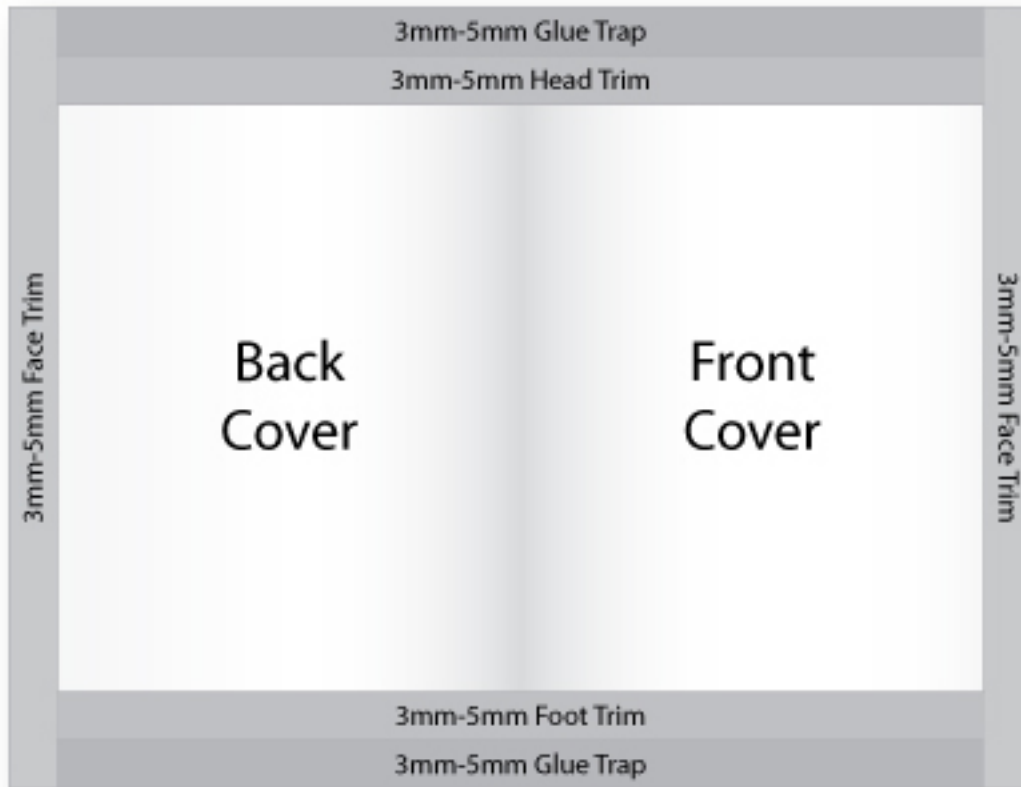 3mm-5mm Glue Trap
3mm-5mm Head Trim
3mm-5mm Face Trim
Back
Cover
Front
Cover
3mm-5mm Face Trim
3mm-5mm Foot Trim
3mm-5mm Glue Trap